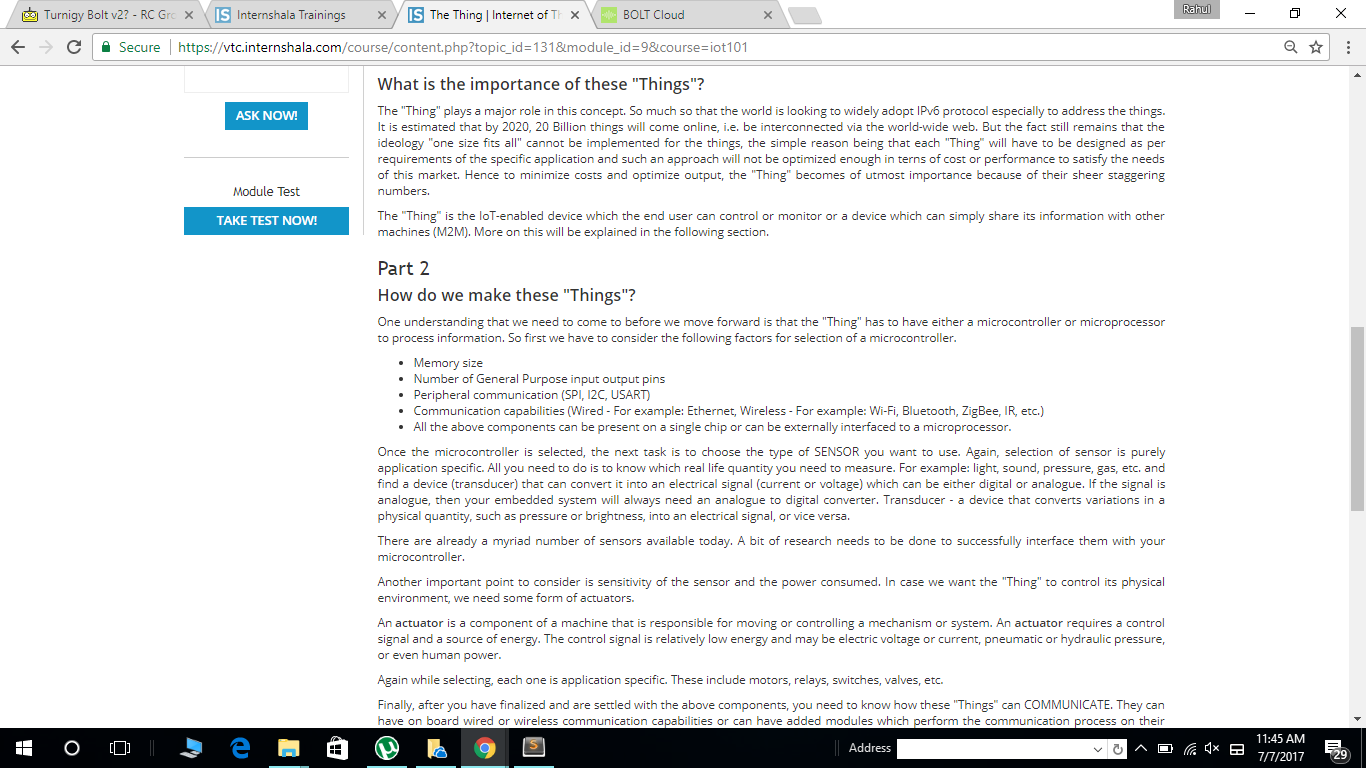 Turnigy Bolt v2? - RC Gro
Internshala Trainings
The Thing | Internet of Th
BOLT Cloud
Rahul
Secure
https://vtc.internshala.com/course/content.php?topic_id=131&module_id=9&course=iot101
ASK NOW!
Module Test
TAKE TEST NOW!
What is the importance of these "Things"?
The "Thing" plays a major role in this concept. So much so that the world is looking to widely adopt IPv6 protocol especially to address the things.
It is estimated that by 2020, 20 Billion things will come online, i.e. be interconnected via the world-wide web. But the fact still remains that the
ideology "one size fits all" cannot be implemented for the things, the simple reason being that each "Thing" will have to be designed as per
requirements of the specific application and such an approach will not be optimized enough in terns of cost or performance to satisfy the needs
of this market. Hence to minimize costs and optimize output, the "Thing" becomes of utmost importance because of their sheer staggering
numbers.
The "Thing" is the IoT-enabled device which the end user can control or monitor or a device which can simply share its information with other
machines (M2M). More on this will be explained in the following section.
Part 2
How do we make these "Things"?
One understanding that we need to come to before we move forward is that the "Thing" has to have either a microcontroller or microprocessor
to process information. So first we have to consider the following factors for selection of a microcontroller.
• Memory size
• Number of General Purpose input output pins
• Peripheral communication (SPI, I2C, USART)
• Communication capabilities (Wired - For example: Ethernet, Wireless - For example: Wi-Fi, Bluetooth, ZigBee, IR, etc.)
• All the above components can be present on a single chip or can be externally interfaced to a microprocessor.
Once the microcontroller is selected, the next task is to choose the type of SENSOR you want to use. Again, selection of sensor is purely
application specific. All you need to do is to know which real life quantity you need to measure. For example: light, sound, pressure, gas, etc. and
find a device (transducer) that can convert it into an electrical signal (current or voltage) which can be either digital or analogue. If the signal is
analogue, then your embedded system will always need an analogue to digital converter. Transducer - a device that converts variations in a
physical quantity, such as pressure or brightness, into an electrical signal, or vice versa.
There are already a myriad number of sensors available today. A bit of research needs to be done to successfully interface them with your
microcontroller.
Another important point to consider is sensitivity of the sensor and the power consumed. In case we want the "Thing" to control its physical
environment, we need some form of actuators.
An actuator is a component of a machine that is responsible for moving or controlling a mechanism or system. An actuator requires a control
signal and a source of energy. The control signal is relatively low energy and may be electric voltage or current, pneumatic or hydraulic pressure,
or even human power.
Again while selecting, each one is application specific. These include motors, relays, switches, valves, etc.
Finally, after you have finalized and are settled with the above components, you need to know how these "Things" can COMMUNICATE. They can
have on board wired or wireless communication capabilities or can have added modules which perform the communication process on their
Address
11:45 AM
7/7/2017
29